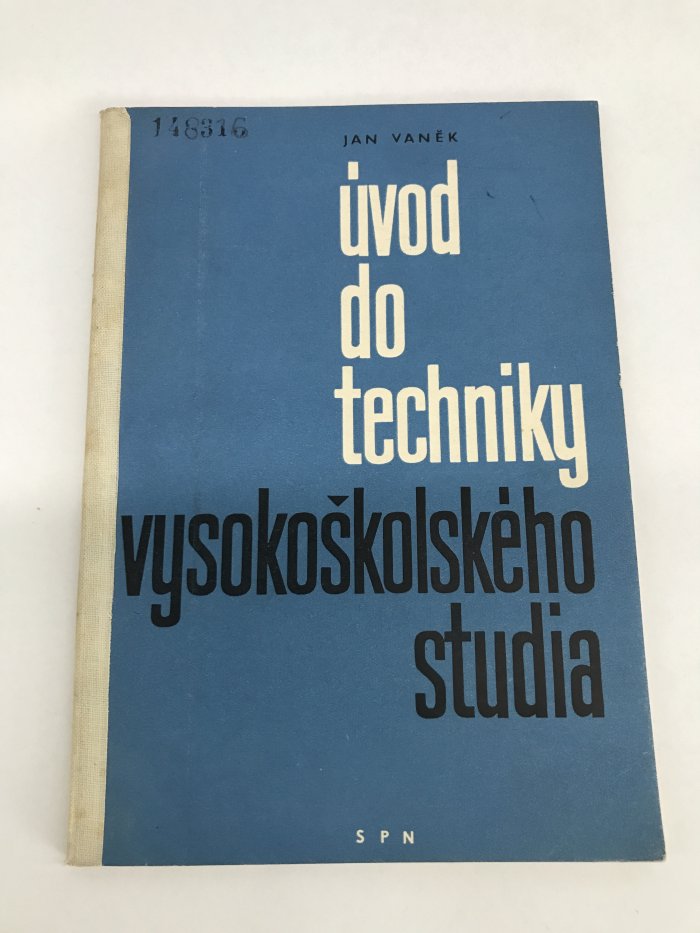 148316
JAN VANĚK
úvod
do
techniky
vysokoškolského
studia
SPN